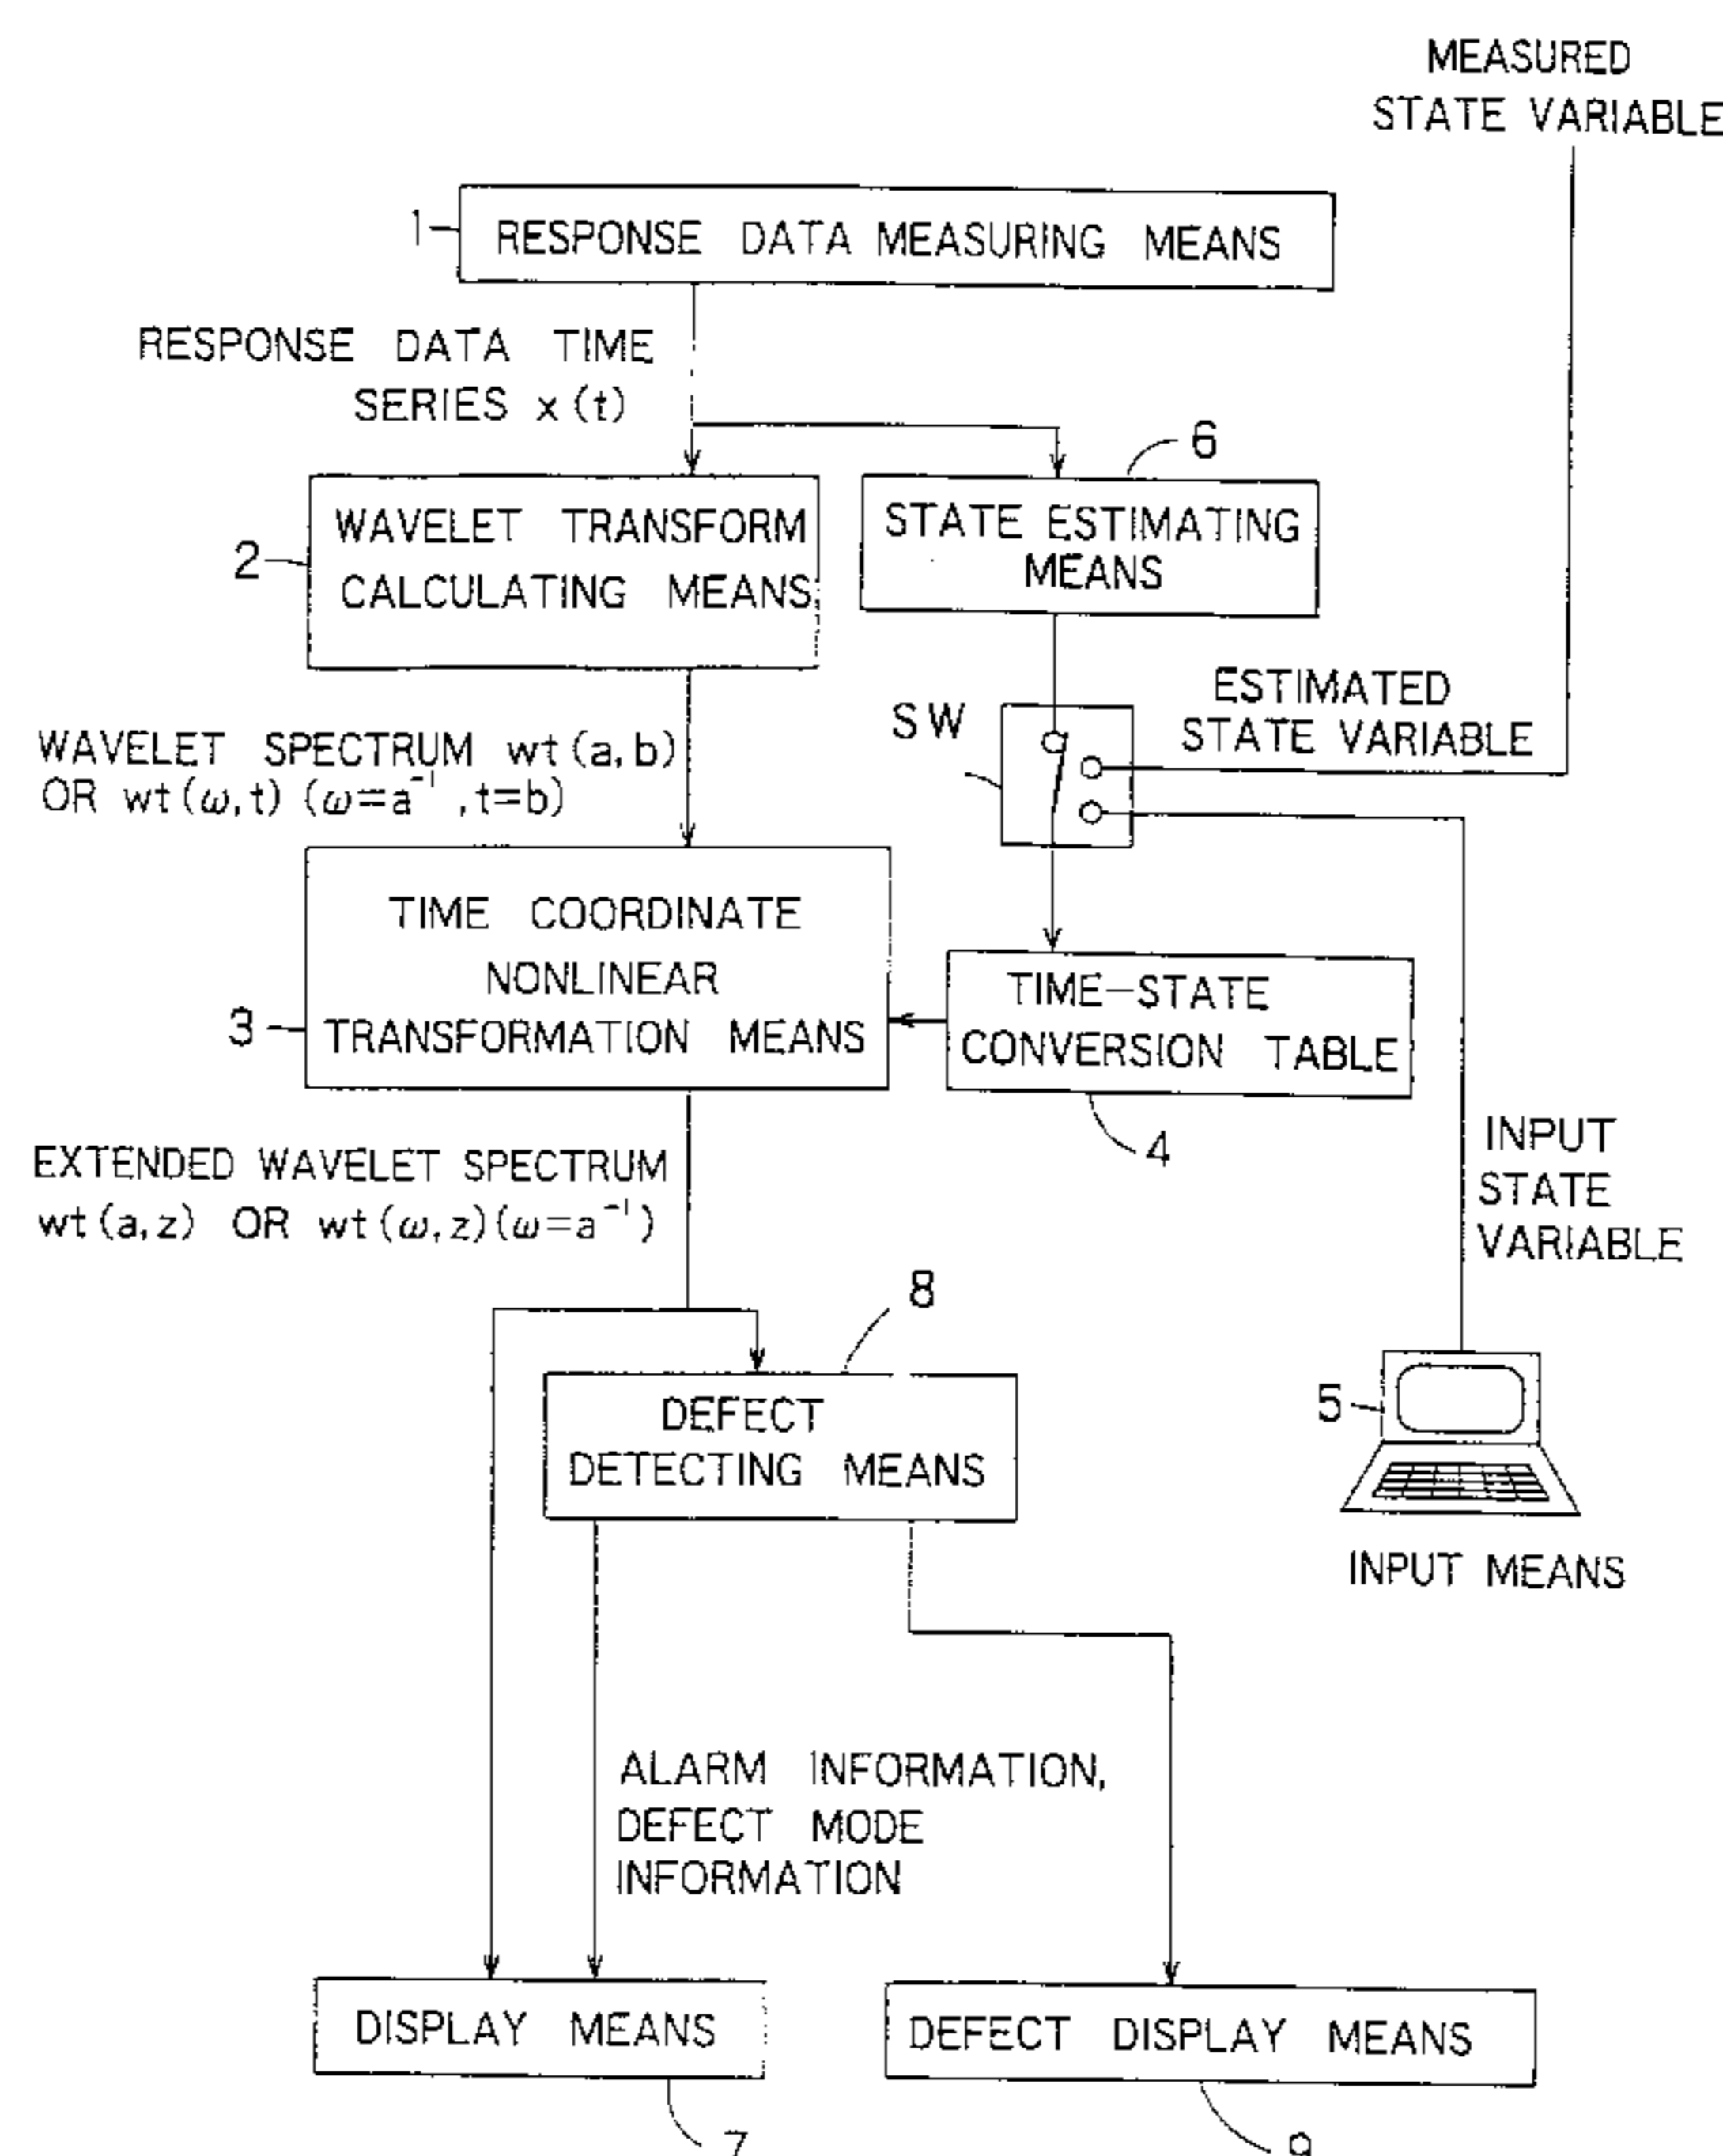 MEASURED
STATE VARIABLE
1
RESPONSE DATA MEASURING MEANS
RESPONSE DATA TIME
SERIES x(t)
6
2
WAVELET TRANSFORM
CALCULATING MEANS
STATE ESTIMATING
MEANS
SW
ESTIMATED
STATE VARIABLE
WAVELET SPECTRUM wt(a,b)
OR wt(ω,t) (ω=a⁻¹,t=b)
3
TIME COORDINATE
NONLINEAR
TRANSFORMATION MEANS
TIME-STATE
CONVERSION TABLE
4
EXTENDED WAVELET SPECTRUM
wt(a,z) OR wt(ω,z)(ω=a⁻¹)
INPUT
STATE
VARIABLE
8
DEFECT
DETECTING MEANS
5
INPUT MEANS
ALARM INFORMATION,
DEFECT MODE
INFORMATION
DISPLAY MEANS
DEFECT DISPLAY MEANS
7
9